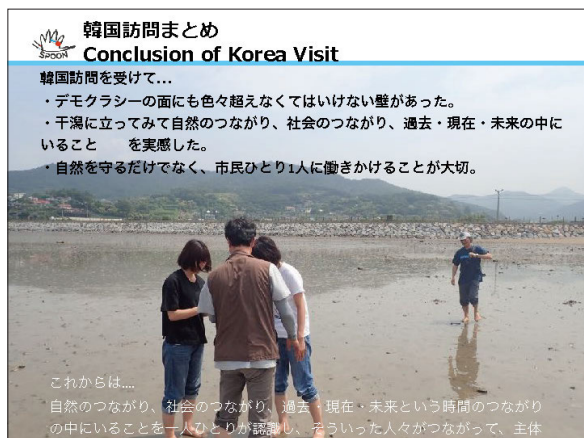 SPOON
韓国訪問まとめ
Conclusion of Korea Visit
韓国訪問を受けて…
・デモクラシーの面にも色々超えなくてはいけない壁があった。
・干潟に立ってみて自然のつながり、社会のつながり、過去・現在・未来の中に
いること　　を実感した。
・自然を守るだけでなく、市民ひとり1人に働きかけることが大切。
これからは....
自然のつながり、社会のつながり、過去・現在・未来という時間のつながり
の中にいることを一人ひとりが認識し、そういった人々がつながって、主体